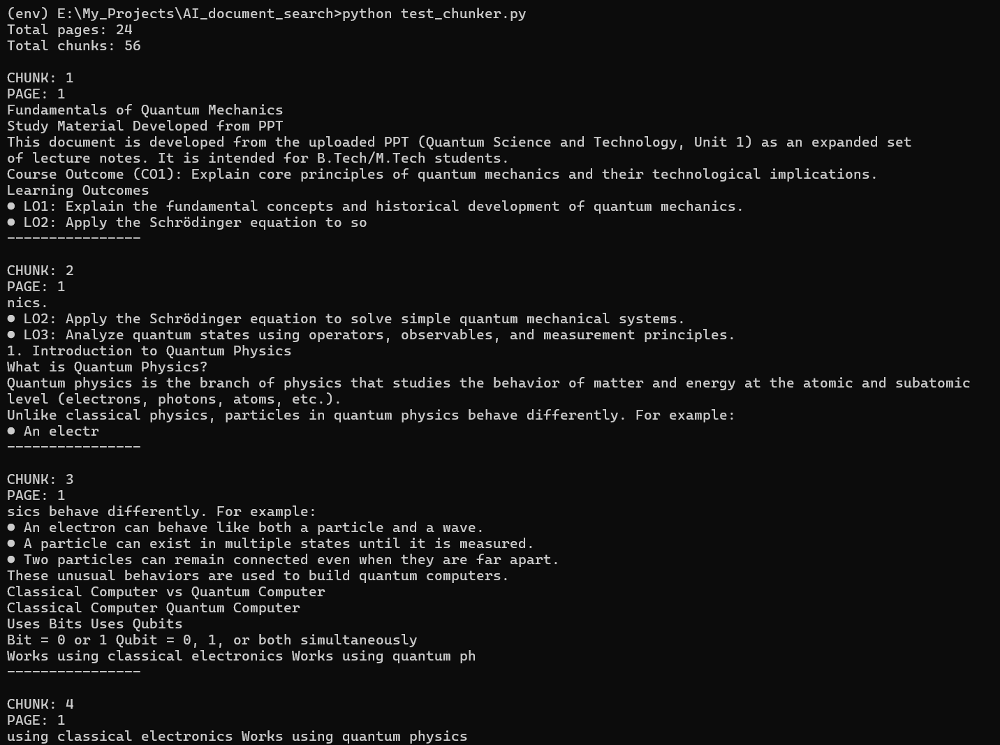 (env) E:\My_Projects\AI_document_search>python test_chunker.py
Total pages: 24
Total chunks: 56
CHUNK: 1
PAGE: 1
Fundamentals of Quantum Mechanics
Study Material Developed from PPT
This document is developed from the uploaded PPT (Quantum Science and Technology, Unit 1) as an expanded set
of lecture notes. It is intended for B.Tech/M.Tech students.
Course Outcome (CO1): Explain core principles of quantum mechanics and their technological implications.
Learning Outcomes
● LO1: Explain the fundamental concepts and historical development of quantum mechanics.
● LO2: Apply the Schrödinger equation to so
----------------
CHUNK: 2
PAGE: 1
nics.
● LO2: Apply the Schrödinger equation to solve simple quantum mechanical systems.
● LO3: Analyze quantum states using operators, observables, and measurement principles.
1. Introduction to Quantum Physics
What is Quantum Physics?
Quantum physics is the branch of physics that studies the behavior of matter and energy at the atomic and subatomic
level (electrons, photons, atoms, etc.).
Unlike classical physics, particles in quantum physics behave differently. For example:
● An electr
----------------
CHUNK: 3
PAGE: 1
sics behave differently. For example:
● An electron can behave like both a particle and a wave.
● A particle can exist in multiple states until it is measured.
● Two particles can remain connected even when they are far apart.
These unusual behaviors are used to build quantum computers.
Classical Computer vs Quantum Computer
Classical Computer Quantum Computer
Uses Bits Uses Qubits
Bit = 0 or 1 Qubit = 0, 1, or both simultaneously
Works using classical electronics Works using quantum ph
----------------
CHUNK: 4
PAGE: 1
using classical electronics Works using quantum physics